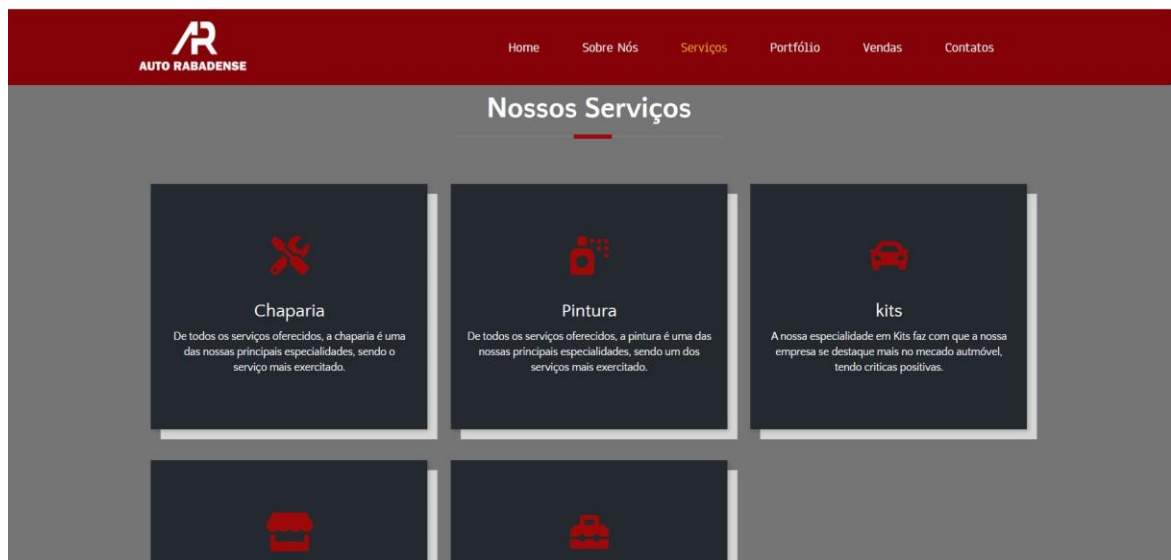 AR
AUTO RABADENSE
Home Sobre Nós Serviços Portfólio Vendas Contatos
Nossos Serviços
Chaparia
De todos os serviços oferecidos, a chaparia é uma
das nossas principais especialidades, sendo o
serviço mais exercitado.
Pintura
De todos os serviços oferecidos, a pintura é uma das
nossas principais especialidades, sendo um dos
serviços mais exercitado.
kits
A nossa especialidade em Kits faz com que a nossa
empresa se destaque mais no mecado autmóvel,
tendo criticas positivas.